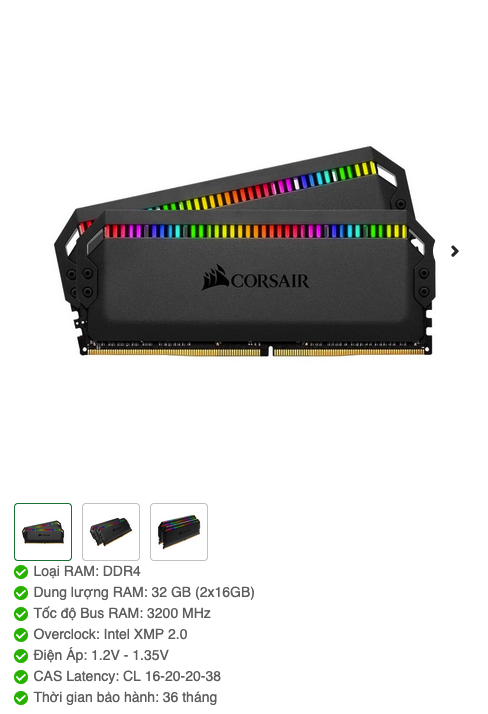 CORSAIR
Loại RAM: DDR4
Dung lượng RAM: 32 GB (2x16GB)
Tốc độ Bus RAM: 3200 MHz
Overclock: Intel XMP 2.0
Điện Áp: 1.2V - 1.35V
CAS Latency: CL 16-20-20-38
Thời gian bảo hành: 36 tháng